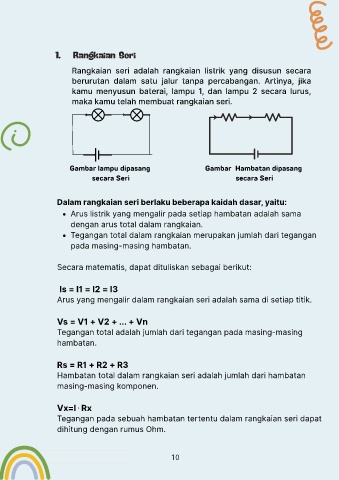 1. Rangkaian Seri
Rangkaian seri adalah rangkaian listrik yang disusun secara
berurutan dalam satu jalur tanpa percabangan. Artinya, jika
kamu menyusun baterai, lampu 1, dan lampu 2 secara lurus,
maka kamu telah membuat rangkaian seri.
Gambar lampu dipasang
secara Seri
Gambar Hambatan dipasang
secara Seri
Dalam rangkaian seri berlaku beberapa kaidah dasar, yaitu:
• Arus listrik yang mengalir pada setiap hambatan adalah sama
dengan arus total dalam rangkaian.
• Tegangan total dalam rangkaian merupakan jumlah dari tegangan
pada masing-masing hambatan.
Secara matematis, dapat dituliskan sebagai berikut:
Is = I1 = I2 = I3
Arus yang mengalir dalam rangkaian seri adalah sama di setiap titik.
Vs = V1 + V2 + ... + Vn
Tegangan total adalah jumlah dari tegangan pada masing-masing
hambatan.
Rs = R1 + R2 + R3
Hambatan total dalam rangkaian seri adalah jumlah dari hambatan
masing-masing komponen.
Vx=I · Rx
Tegangan pada sebuah hambatan tertentu dalam rangkaian seri dapat
dihitung dengan rumus Ohm.
10